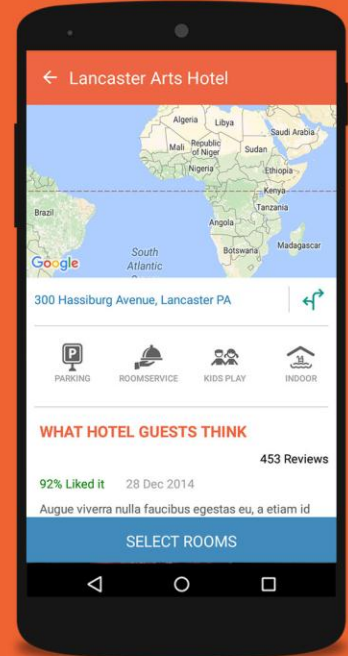 Lancaster Arts Hotel
Algeria
Libya
Saudi Arabia
Mali
Republic
of Niger
Sudan
Nigeria
Ethiopia
Kenya
Brazil
Tanzania
Angola
Botswana
Madagascar
South
Atlantic
Google
300 Hassiburg Avenue, Lancaster PA
P
PARKING
ROOMSERVICE
KIDS PLAY
INDOOR
WHAT HOTEL GUESTS THINK
453 Reviews
92% Liked it 28 Dec 2014
Augue viverra nulla faucibus egestas eu, a etiam id
SELECT ROOMS